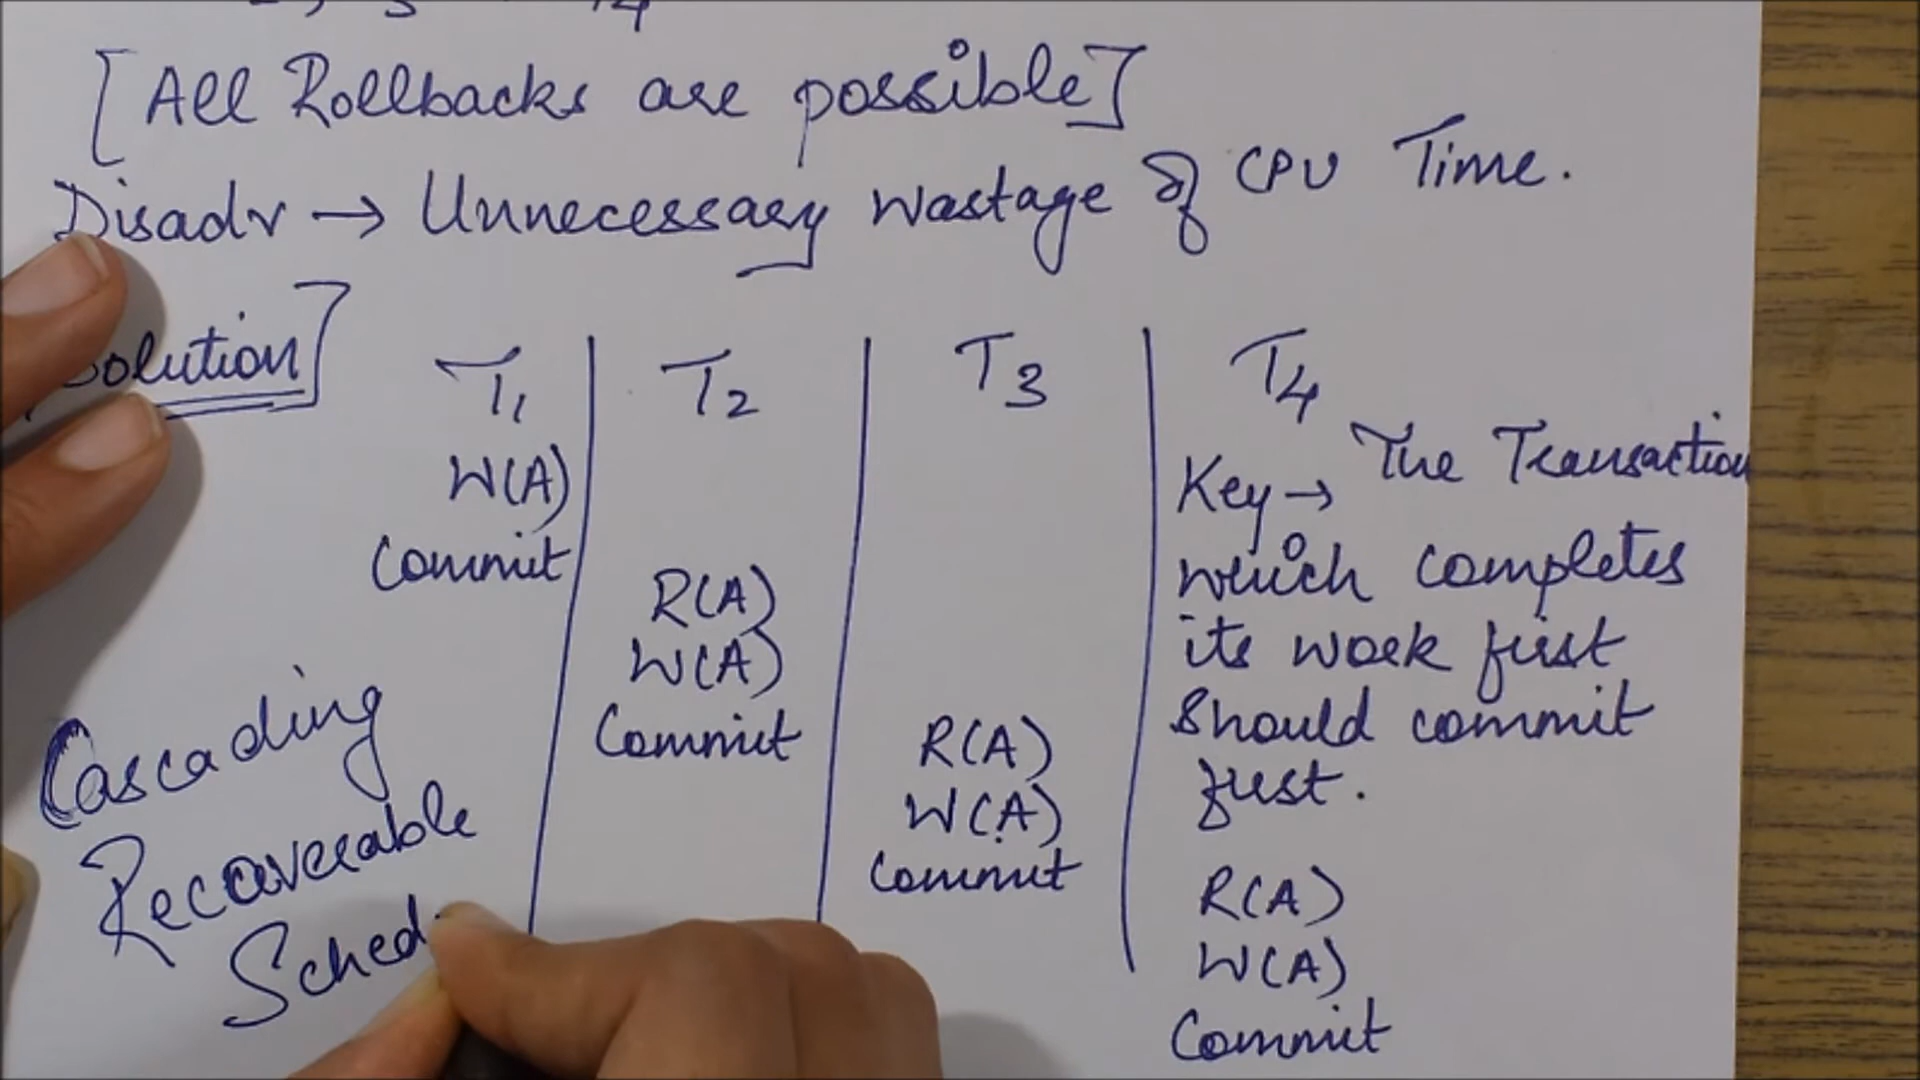 [All Rollbacks are possible]
Disadv → Unnecessary wastage of CPU Time.
Solution]
T1 T2 T3 T4
W(A)
Commit
R(A)
W(A)
Commit
R(A)
W(A)
Commit
Key → The Transaction
which completes
its work first
should commit
first.
R(A)
W(A)
Commit
Cascading
Recoverable
Sched